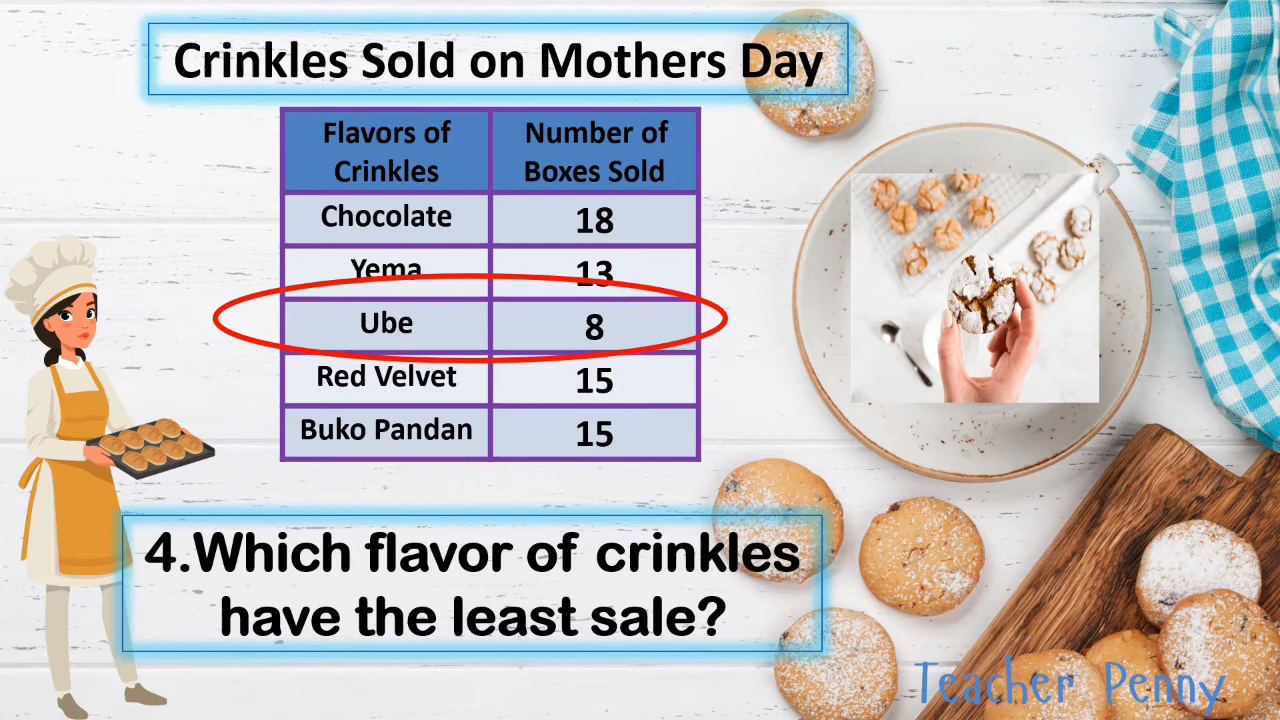 Crinkles Sold on Mothers Day
Flavors of Crinkles Number of Boxes Sold
Chocolate 18
Yema 13
Ube 8
Red Velvet 15
Buko Pandan 15
4.Which flavor of crinkles
have the least sale?
Teacher Penny